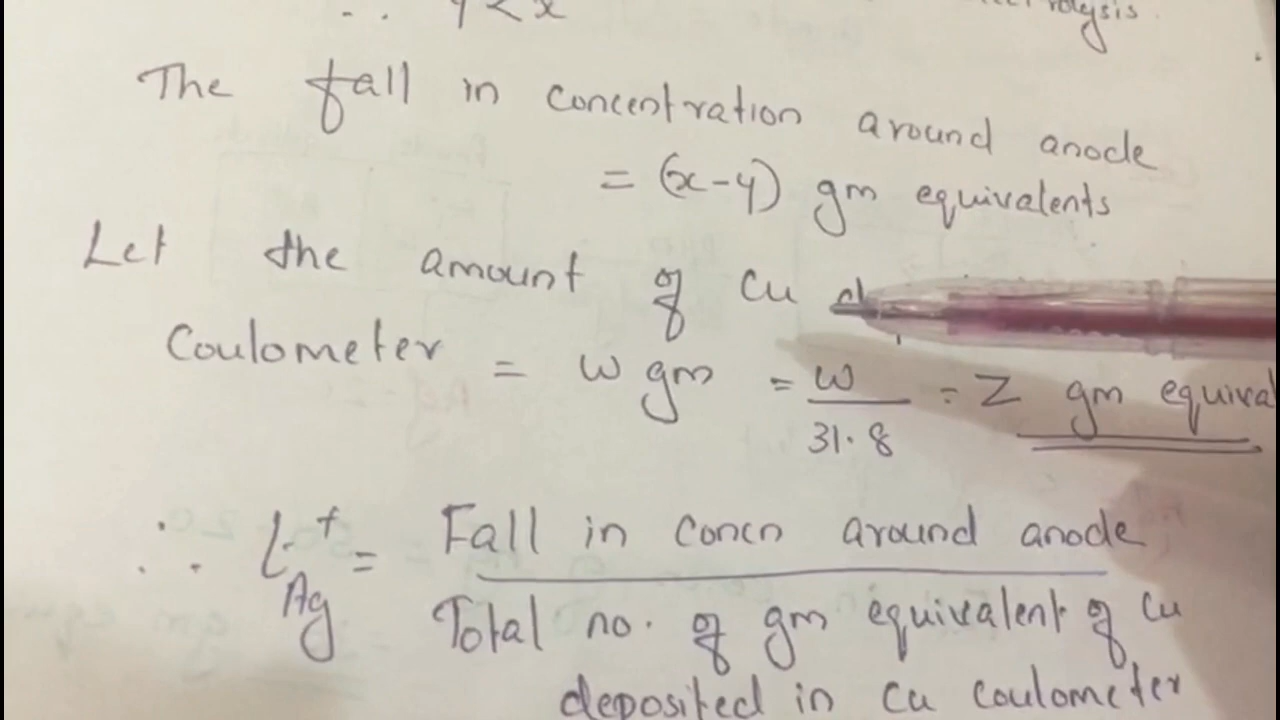 ∴ y < x
The fall in concentration around anode
= (x-y) gm equivalents
Let the amount of Cu
Coulometer = w gm = w/31.8 = Z gm equiva
∴ t⁺Ag = Fall in concn around anode
Total no. of gm equivalent of Cu
deposited in Cu coulometer